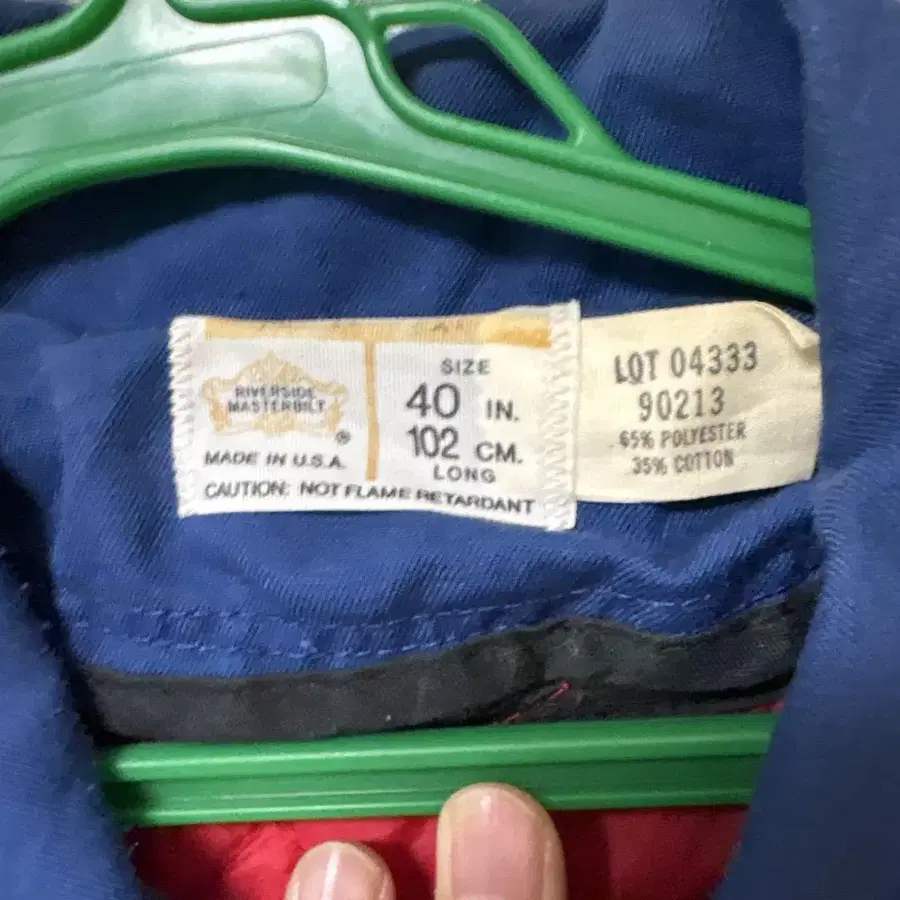 RIVERSIDE
MASTERBILT
®
MADE IN U.S.A.
SIZE
40 IN.
102 CM.
LONG
CAUTION: NOT FLAME RETARDANT
LOT 04333
90213
65% POLYESTER
35% COTTON